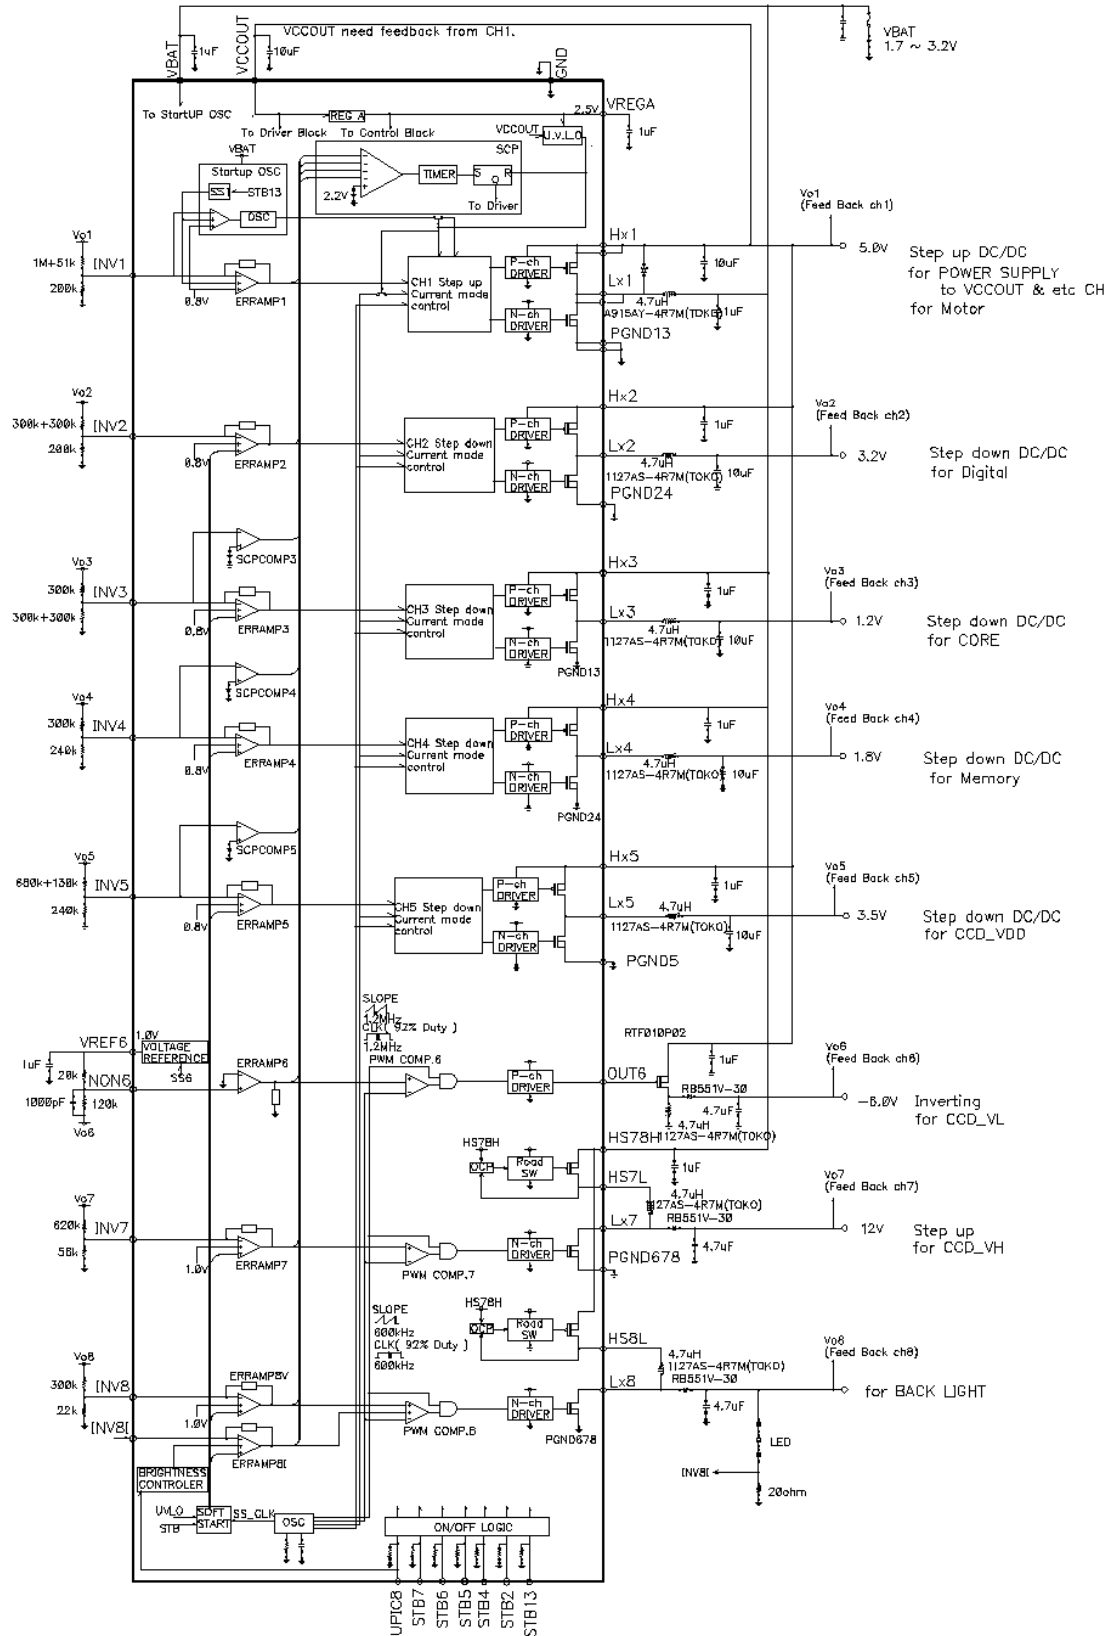 VCCOUT need feedback from CH1.
VBAT
1uF
VCCOUT
10uF
GND
VBAT
1.7 ~ 3.2V
To StartUP OSC
REG A
To Driver Block
To Control Block
2.5V
VREGA
1uF
VCCOUT
U.V.L.O
SCP
VBAT
Startup OSC
SS1
STB13
OSC
2.2V
TIMER
S
R
To Driver
Vo1
1M+51k
INV1
200k
0.8V
ERRAMP1
CH1 Step up
Current mode
control
P-ch
DRIVER
N-ch
DRIVER
Hx1
Lx1
10uF
4.7uH
A915AY-4R7M(TOKO)
1uF
PGND13
Vo1
(Feed Back ch1)
5.0V
Step up DC/DC
for POWER SUPPLY
to VCCOUT & etc CH
for Motor
Vo2
300k+300k
INV2
200k
0.8V
ERRAMP2
CH2 Step down
Current mode
control
P-ch
DRIVER
N-ch
DRIVER
Hx2
1uF
Lx2
4.7uH
1127AS-4R7M(TOKO)
10uF
PGND24
Vo2
(Feed Back ch2)
3.2V
Step down DC/DC
for Digital
SCPCOMP3
Vo3
300k
INV3
300k+300k
0.8V
ERRAMP3
CH3 Step down
Current mode
control
P-ch
DRIVER
N-ch
DRIVER
Hx3
1uF
Lx3
4.7uH
1127AS-4R7M(TOKO)
10uF
PGND13
Vo3
(Feed Back ch3)
1.2V
Step down DC/DC
for CORE
SCPCOMP4
Vo4
300k
INV4
240k
0.8V
ERRAMP4
CH4 Step down
Current mode
control
P-ch
DRIVER
N-ch
DRIVER
Hx4
1uF
Lx4
4.7uH
1127AS-4R7M(TOKO)
10uF
PGND24
Vo4
(Feed Back ch4)
1.8V
Step down DC/DC
for Memory
SCPCOMP5
Vo5
680k+130k
INV5
240k
0.8V
ERRAMP5
CH5 Step down
Current mode
control
P-ch
DRIVER
N-ch
DRIVER
Hx5
1uF
Lx5
4.7uH
1127AS-4R7M(TOKO)
10uF
PGND5
Vo5
(Feed Back ch5)
3.5V
Step down DC/DC
for CCD_VDD
SLOPE
1.2MHz
CLK( 92% Duty )
1.2MHz
PWM COMP.6
VREF6
1.0V
VOLTAGE
REFERENCE
SS6
1uF
20k
NON6
1000pF
120k
Vo6
ERRAMP6
P-ch
DRIVER
OUT6
RTF010P02
1uF
RB551V-30
4.7uF
4.7uH
1127AS-4R7M(TOKO)
Vo6
(Feed Back ch6)
-6.0V
Inverting
for CCD_VL
HS78H
OCP
Road
SW
HS78H
1uF
HS7L
4.7uH
1127AS-4R7M(TOKO)
RB551V-30
Vo7
620k
INV7
56k
1.0V
ERRAMP7
PWM COMP.7
N-ch
DRIVER
Lx7
4.7uF
PGND678
Vo7
(Feed Back ch7)
12V
Step up
for CCD_VH
SLOPE
600kHz
CLK( 92% Duty )
600kHz
HS78H
OCP
Road
SW
HS8L
4.7uH
1127AS-4R7M(TOKO)
RB551V-30
Vo8
300k
INV8
22k
INV8I
ERRAMP8V
1.0V
ERRAMP8I
PWM COMP.8
N-ch
DRIVER
Lx8
PGND678
4.7uF
Vo8
(Feed Back ch8)
for BACK LIGHT
LED
INV8I
20ohm
BRIGHTNESS
CONTROLER
UVLO
STB
SOFT
START
SS_CLK
OSC
ON/OFF LOGIC
UPIC8
STB7
STB6
STB5
STB4
STB2
STB13